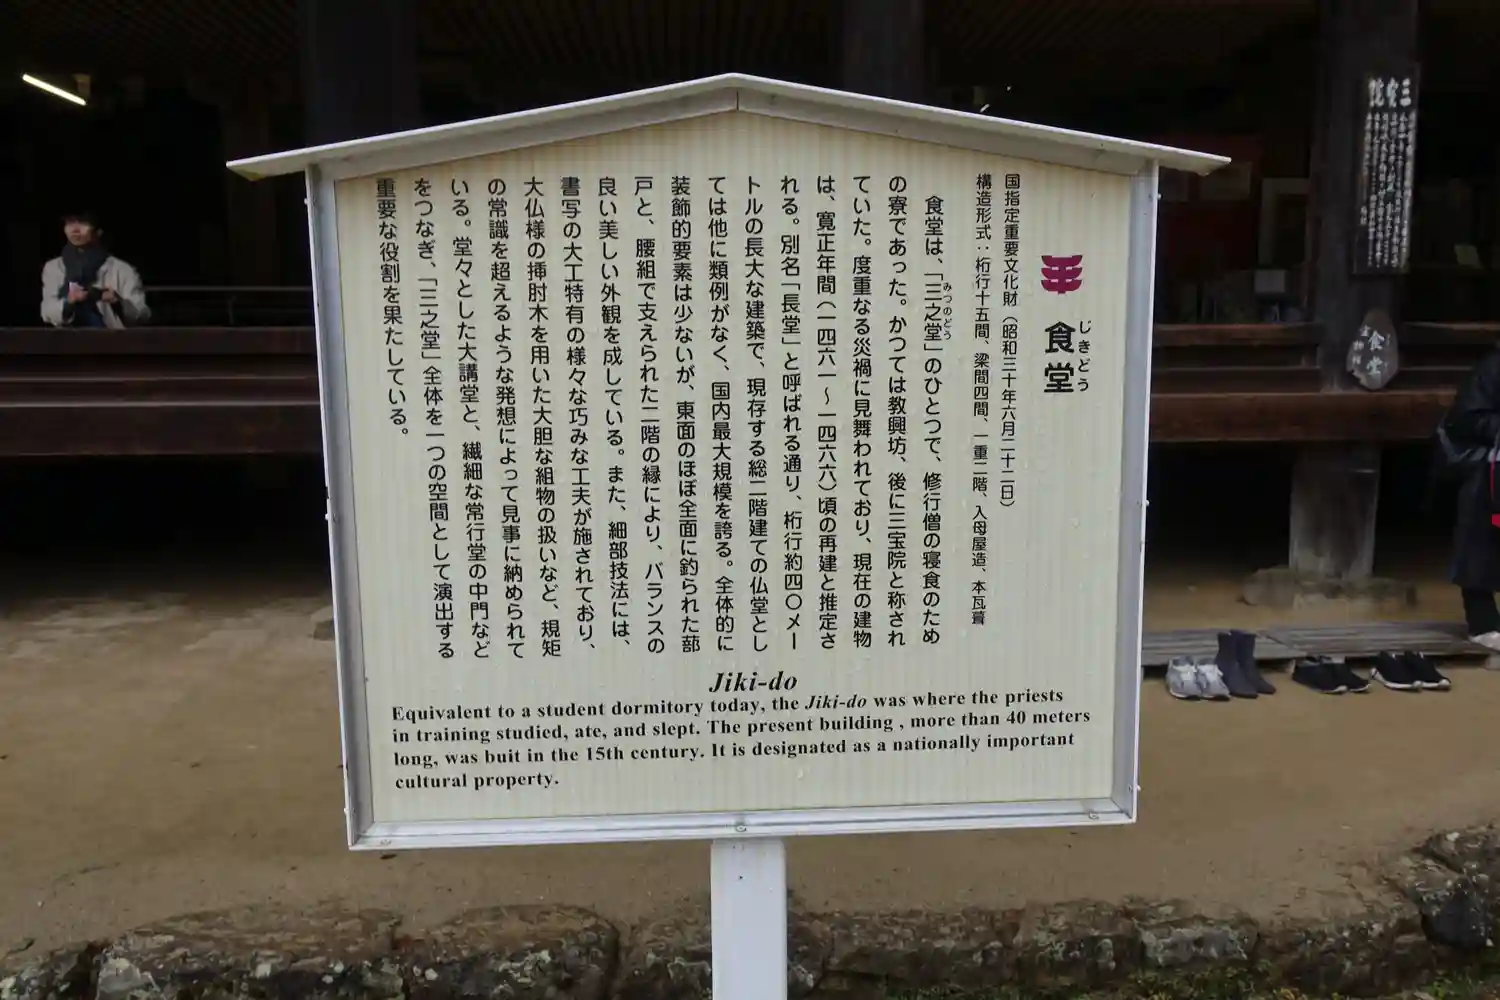 食堂
じきどう
国指定重要文化財（昭和三十年六月二十二日）
構造形式：桁行十五間、梁間四間、一重二階、入母屋造、本瓦葺
食堂は、「三之堂」のひとつで、修行僧の寝食のため
みつのどう
の寮であった。かつては教興坊、後に三宝院と称され
ていた。度重なる災禍に見舞われており、現在の建物
は、寛正年間（一四六一～一四六六）頃の再建と推定さ
れる。別名「長堂」と呼ばれる通り、桁行約四〇メー
トルの長大な建築で、現存する総二階建ての仏堂とし
ては他に類例がなく、国内最大規模を誇る。全体的に
装飾的要素は少ないが、東面のほぼ全面に釣られた蔀
戸と、腰組で支えられた二階の縁により、バランスの
良い美しい外観を成している。また、細部技法には、
書写の大工特有の様々な巧みな工夫が施されており、
大仏様の挿肘木を用いた大胆な組物の扱いなど、規矩
の常識を超えるような発想によって見事に納められて
いる。堂々とした大講堂と、繊細な常行堂の中門など
をつなぎ、「三之堂」全体を一つの空間として演出する
重要な役割を果たしている。
Jiki-do
Equivalent to a student dormitory today, the Jiki-do was where the priests
in training studied, ate, and slept. The present building , more than 40 meters
long, was buit in the 15th century. It is designated as a nationally important
cultural property.
食堂